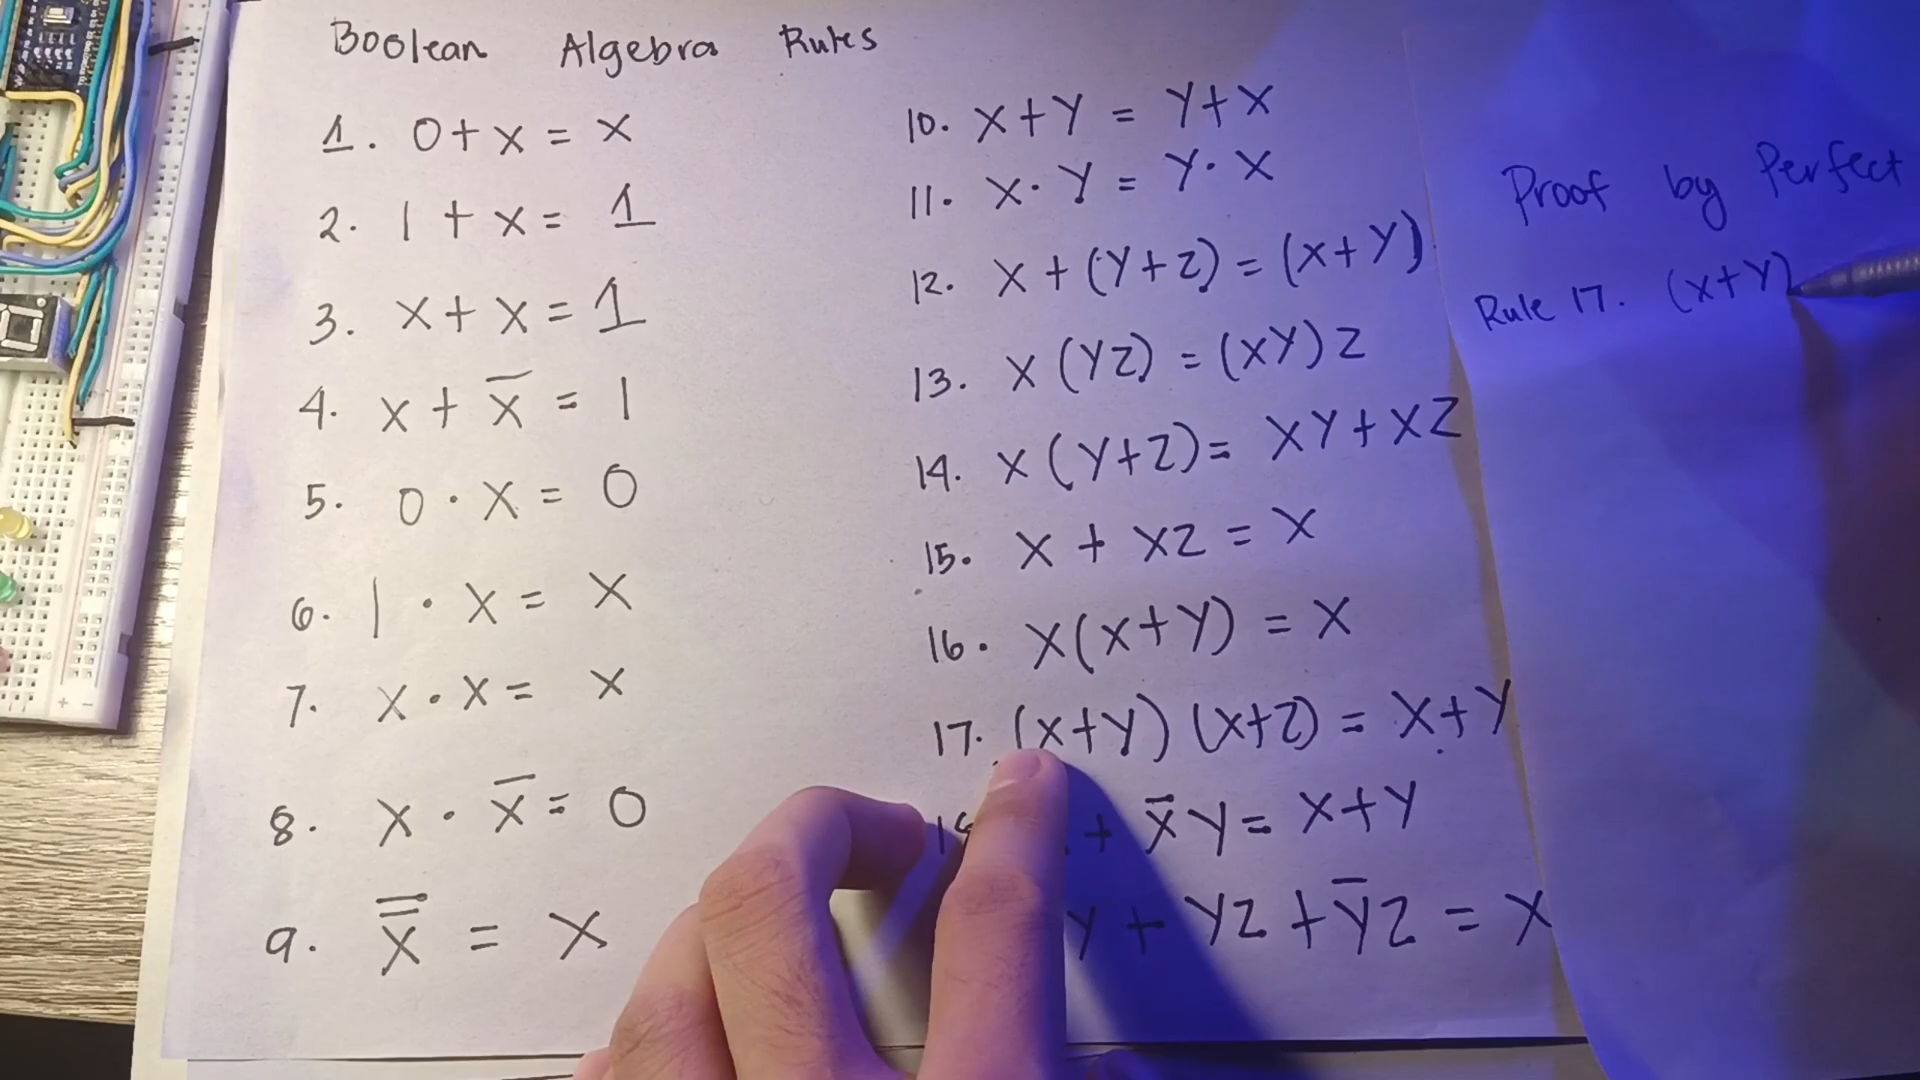 Boolean Algebra Rules
1. 0 + x = x
2. 1 + x = 1
3. x + x = 1
4. x + x̅ = 1
5. 0 · x = 0
6. 1 · x = x
7. x · x = x
8. x · x̅ = 0
9. x̿ = x
10. x + y = y + x
11. x · y = y · x
12. x + (y + z) = (x + y)
13. x (yz) = (xy) z
14. x (y + z) = xy + xz
15. x + xz = x
16. x(x + y) = x
17. (x + y) (x + z) = x + y
+ x̅y = x + y
y + yz + y̅z = x
Proof by Perfect
Rule 17. (x + y)